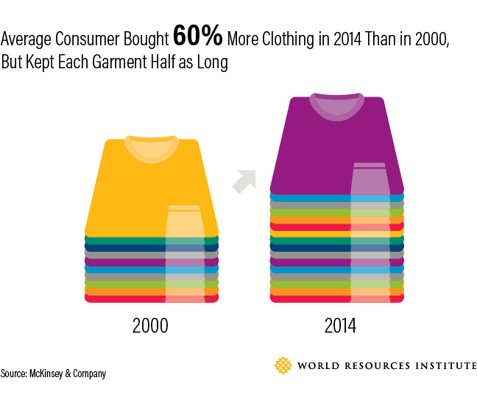 Average Consumer Bought 60% More Clothing in 2014 Than in 2000,
But Kept Each Garment Half as Long
2000
2014
Source: McKinsey & Company
WORLD RESOURCES INSTITUTE